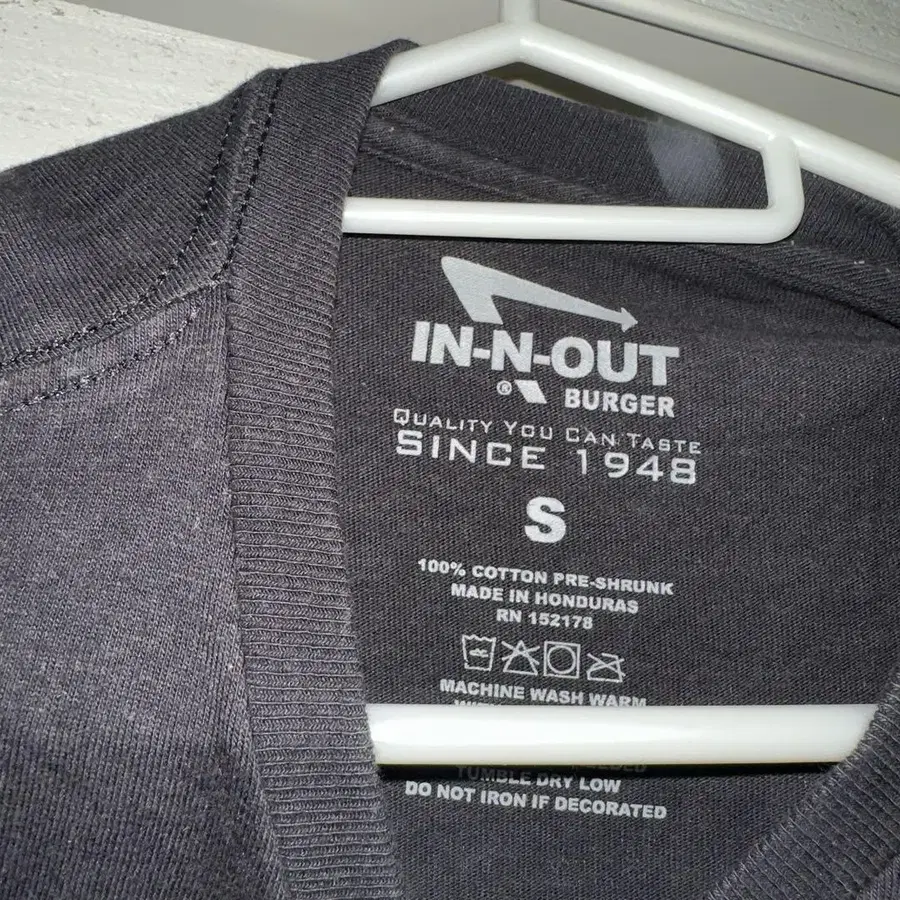 IN-N-OUT
® BURGER
QUALITY YOU CAN TASTE
SINCE 1948
S
100% COTTON PRE-SHRUNK
MADE IN HONDURAS
RN 152178
MACHINE WASH WARM
TUMBLE DRY LOW
DO NOT IRON IF DECORATED